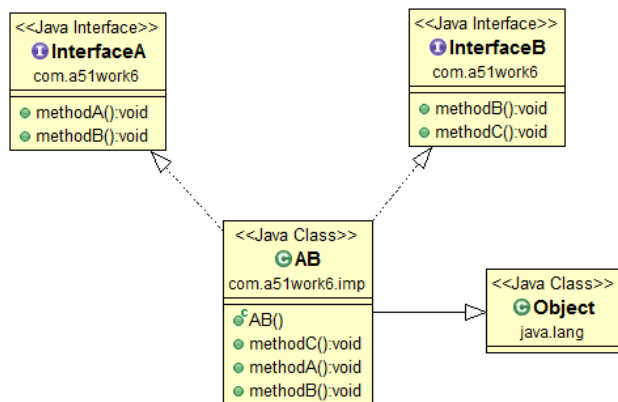 <<Java Interface>>
InterfaceA
com.a51work6
methodA():void
methodB():void
<<Java Interface>>
InterfaceB
com.a51work6
methodB():void
methodC():void
<<Java Class>>
AB
com.a51work6.imp
AB()
methodC():void
methodA():void
methodB():void
<<Java Class>>
Object
java.lang